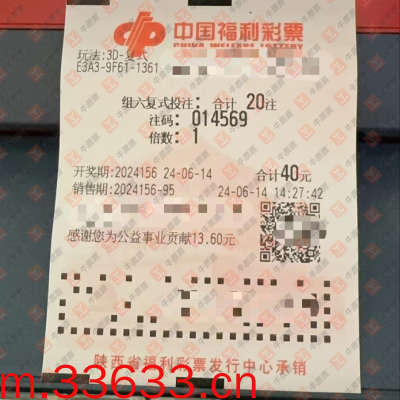 中国福利彩票
CHINA WELFARE LOTTERY
玩法:3D-复式
E3A3-9F61-1361
组六复式投注: 合计 20注
注码: 014569
倍数: 1
开奖期:2024156 24-06-14 合计40元
销售期:2024156-95 24-06-14 14:27:42
感谢您为公益事业贡献13.60元
陕西省福利彩票发行中心承销
m.33633.cn